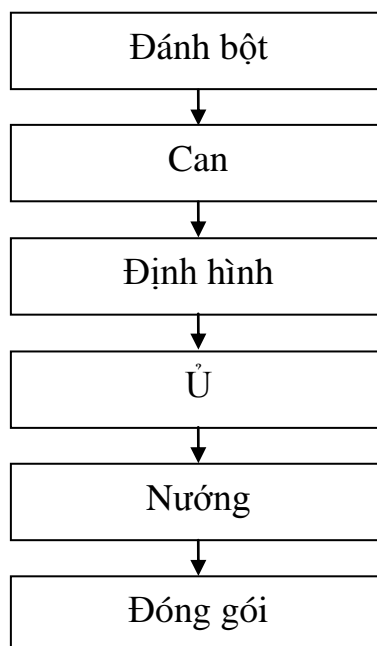 Đánh bột
Can
Định hình
Ủ
Nướng
Đóng gói